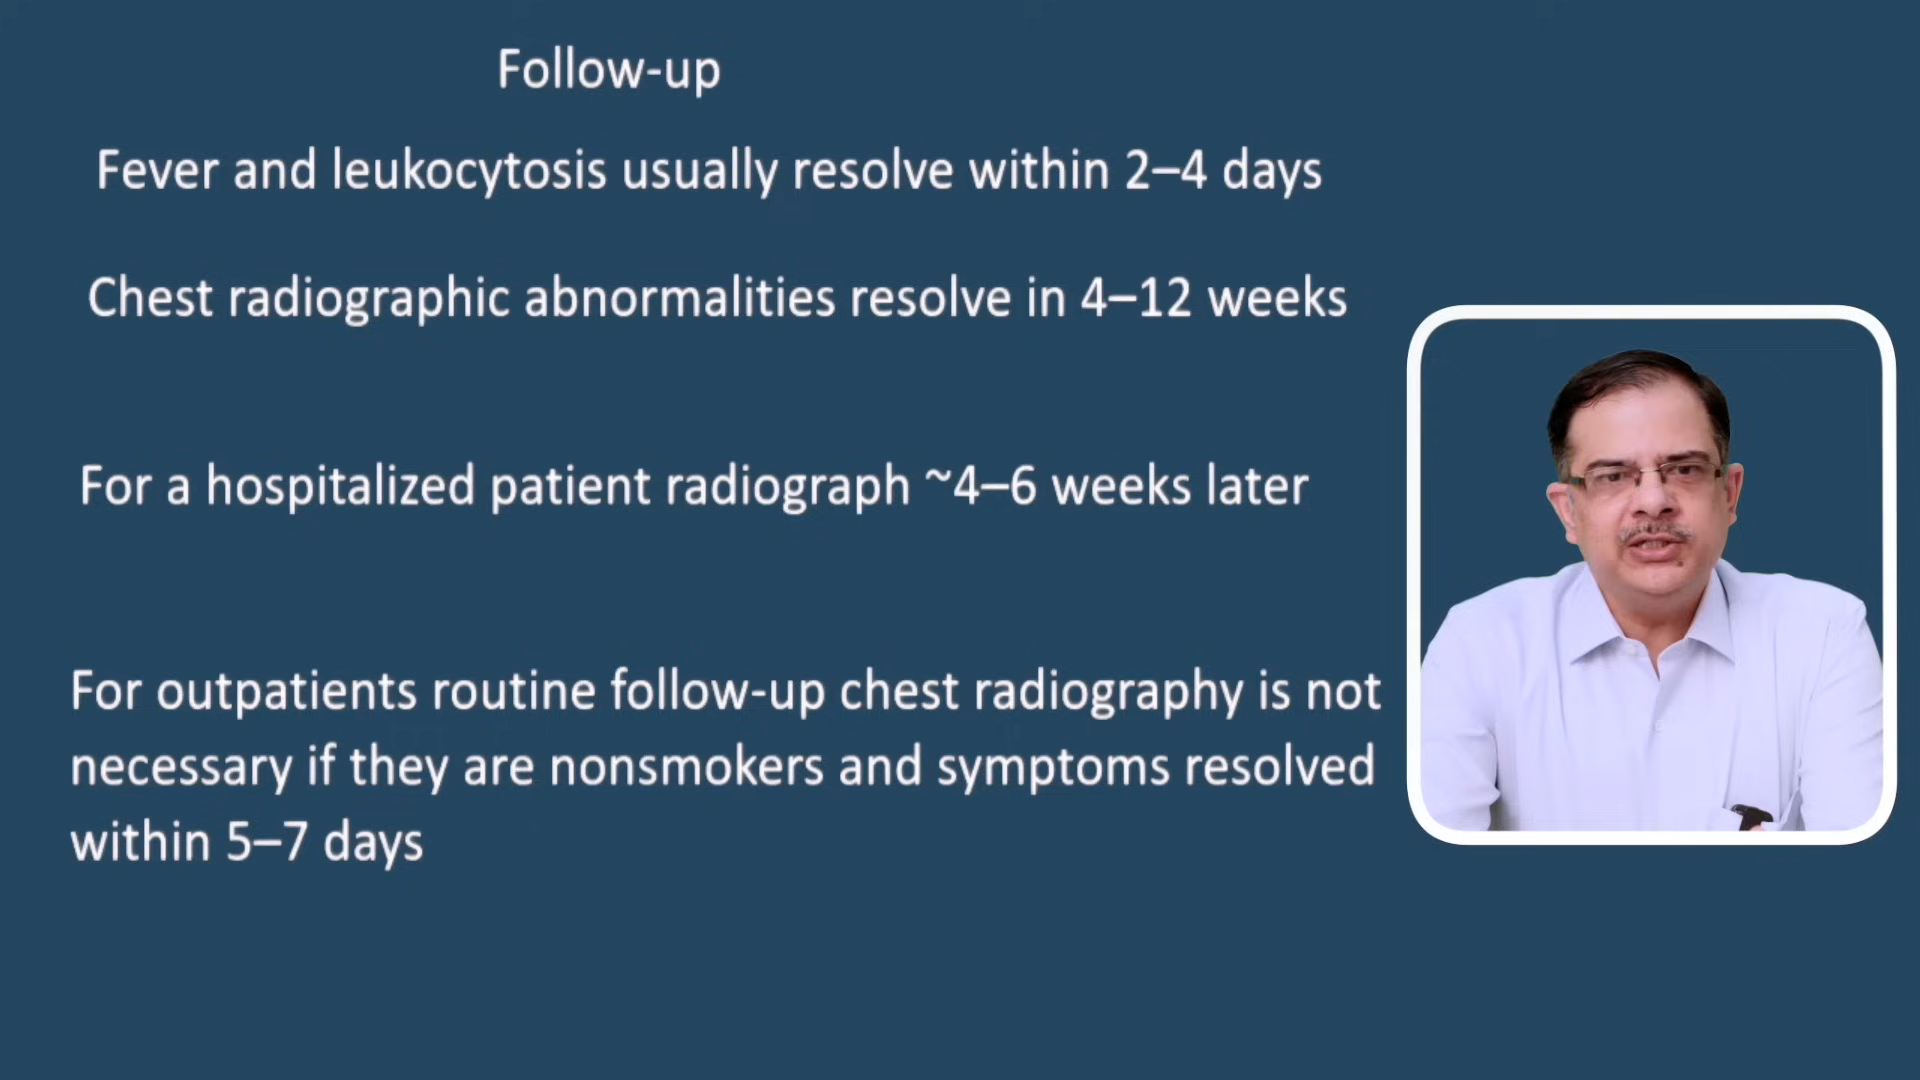 Follow-up
Fever and leukocytosis usually resolve within 2–4 days
Chest radiographic abnormalities resolve in 4–12 weeks
For a hospitalized patient radiograph ~4–6 weeks later
For outpatients routine follow-up chest radiography is not
necessary if they are nonsmokers and symptoms resolved
within 5–7 days